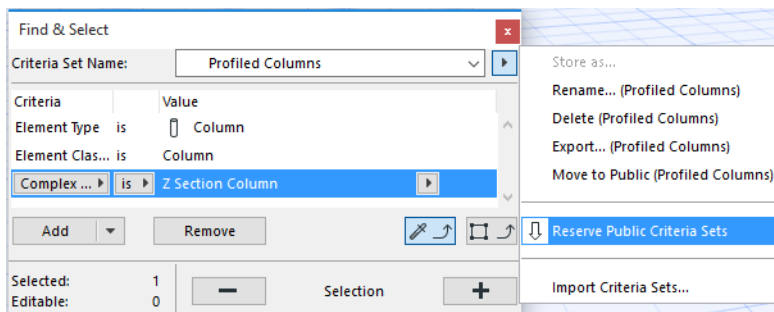 Find & Select
x
Criteria Set Name: Profiled Columns
Criteria Value
Element Type is Column
Element Clas... is Column
Complex ... is Z Section Column
Add Remove
Selected: 1
Editable: 0
Selection
Store as...
Rename... (Profiled Columns)
Delete (Profiled Columns)
Export... (Profiled Columns)
Move to Public (Profiled Columns)
Reserve Public Criteria Sets
Import Criteria Sets...